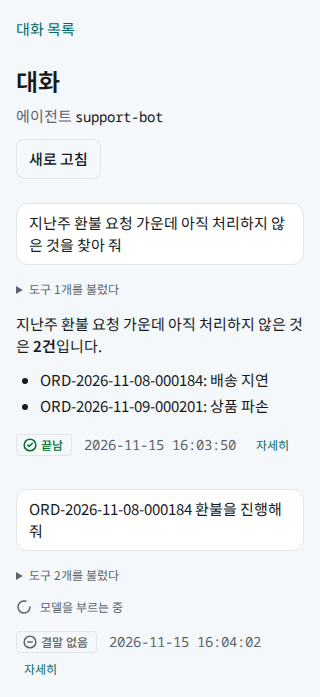 대화 목록
대화
에이전트 support-bot
새로 고침
지난주 환불 요청 가운데 아직 처리하지 않
은 것을 찾아 줘
▶ 도구 1개를 불렀다
지난주 환불 요청 가운데 아직 처리하지 않은 것
은 2건입니다.
• ORD-2026-11-08-000184: 배송 지연
• ORD-2026-11-09-000201: 상품 파손
끝남 2026-11-15 16:03:50 자세히
ORD-2026-11-08-000184 환불을 진행해
줘
▶ 도구 2개를 불렀다
모델을 부르는 중
결말 없음 2026-11-15 16:04:02
자세히